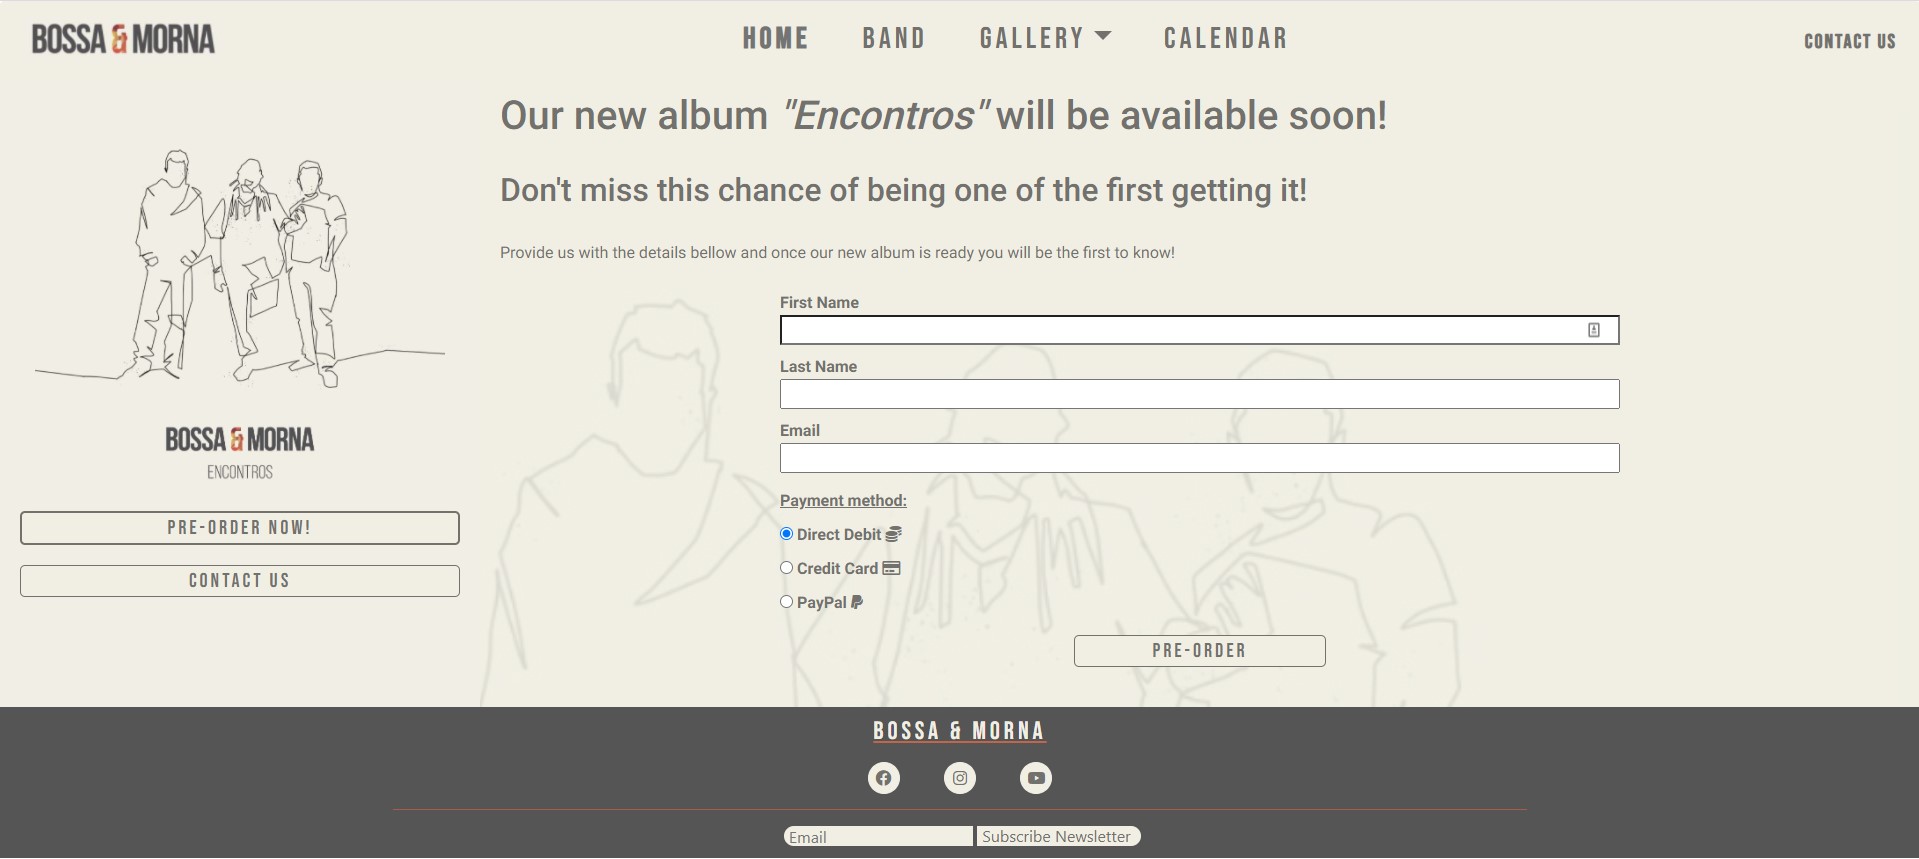 BOSSA & MORNA
HOME BAND GALLERY CALENDAR
CONTACT US
Our new album "Encontros" will be available soon!
Don't miss this chance of being one of the first getting it!
Provide us with the details bellow and once our new album is ready you will be the first to know!
BOSSA & MORNA
ENCONTROS
PRE-ORDER NOW!
CONTACT US
First Name
Last Name
Email
Payment method:
Direct Debit
Credit Card
PayPal
PRE-ORDER
BOSSA & MORNA
Email Subscribe Newsletter